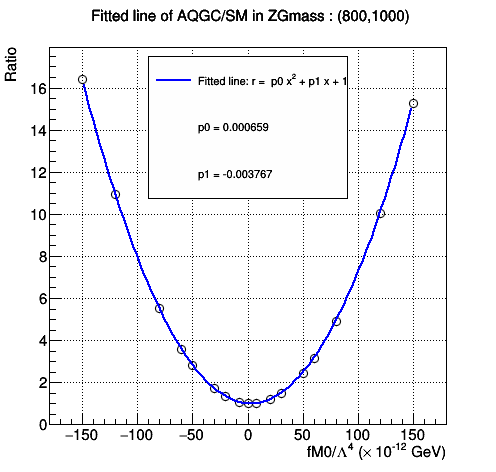 Fitted line of AQGC/SM in ZGmass : (800,1000)
Ratio
Fitted line: r = p0 x² + p1 x + 1
p0 = 0.000659
p1 = -0.003767
16
14
12
10
8
6
4
2
0
−150 −100 −50 0 50 100 150
fM0/Λ⁴ (× 10⁻¹² GeV)